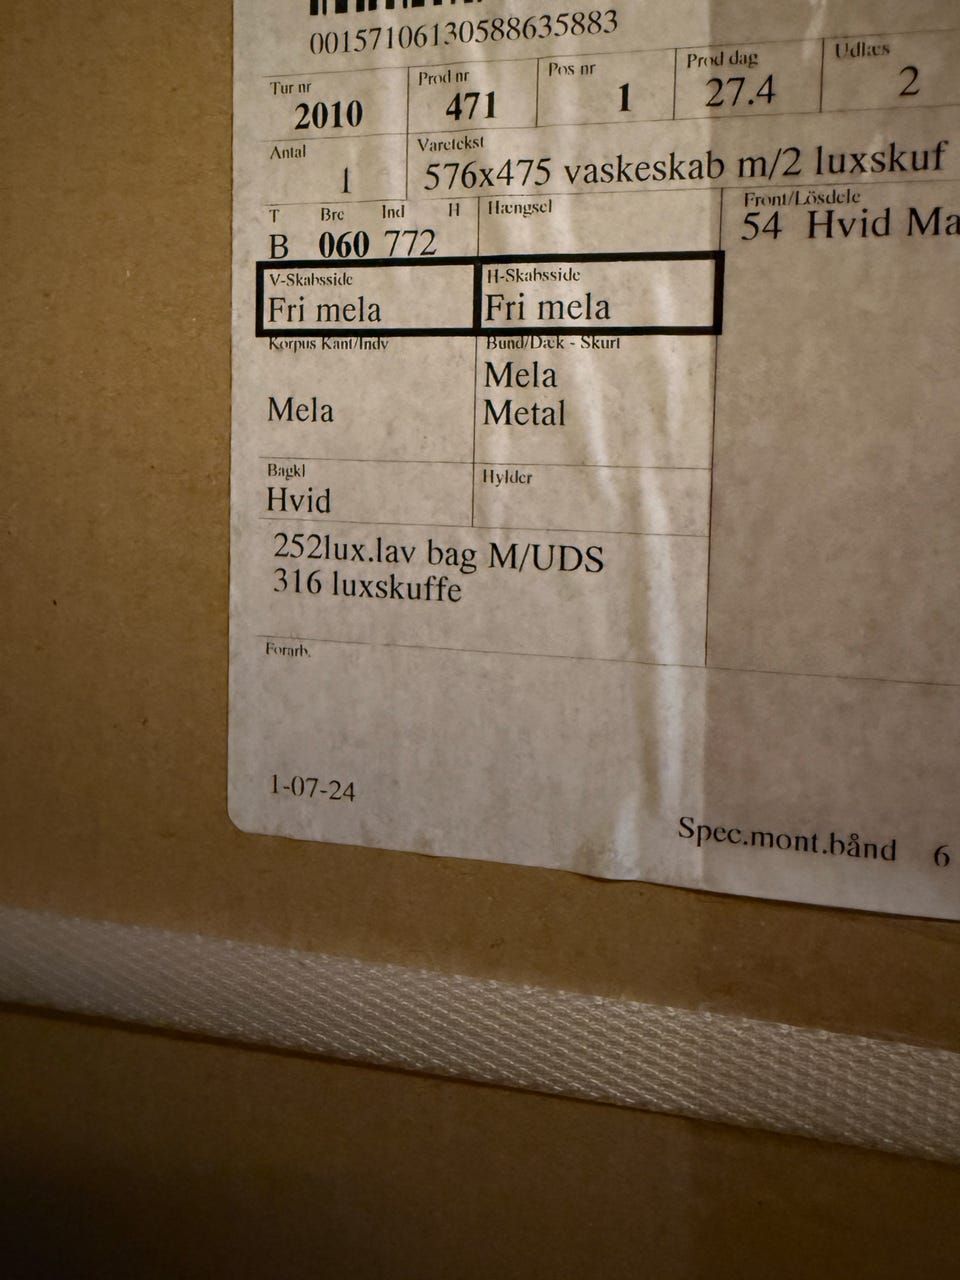 00157106130588635883
Tur nr Prod nr Pos nr Prod dag Udlæs
2010 471 1 27.4 2
Antal Varetekst
1 576x475 vaskeskab m/2 luxskuf
T Bre Ind H Hængsel Front/Lösdele
B 060 772 54 Hvid Ma
V-Skabsside H-Skabsside
Fri mela Fri mela
Korpus Kant/Indv Bund/Dæk - Skurl
Mela
Mela Metal
Bagkl Hylder
Hvid
252lux.lav bag M/UDS
316 luxskuffe
Forarb.
1-07-24
Spec.mont.bånd 6